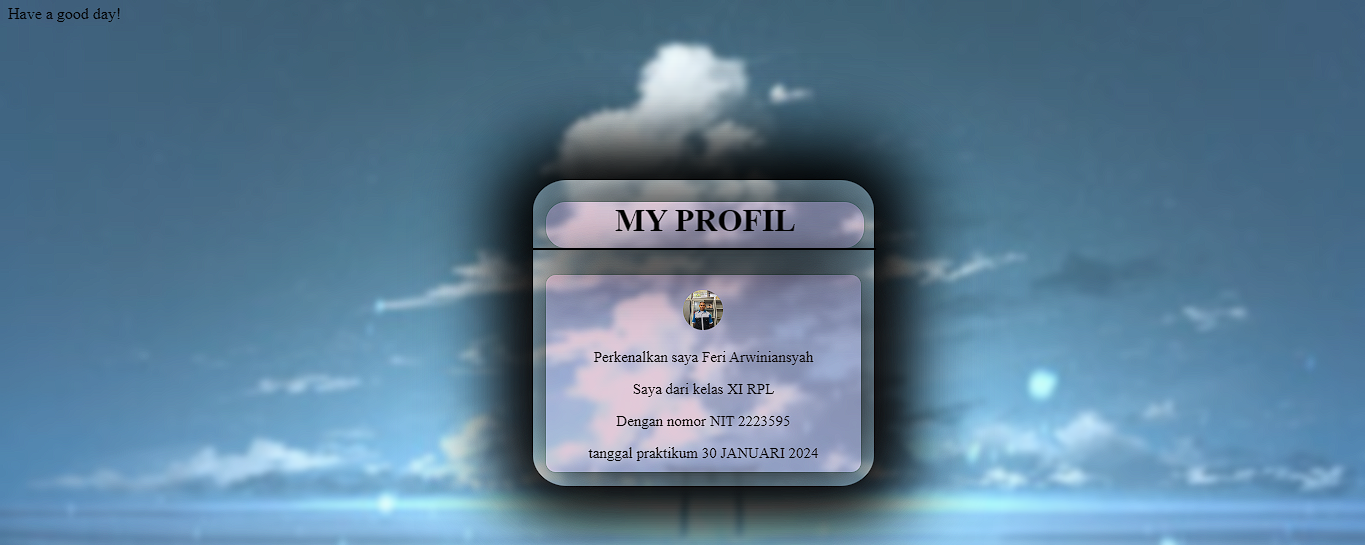 Have a good day!
MY PROFIL
Perkenalkan saya Feri Arwiniansyah
Saya dari kelas XI RPL
Dengan nomor NIT 2223595
tanggal praktikum 30 JANUARI 2024